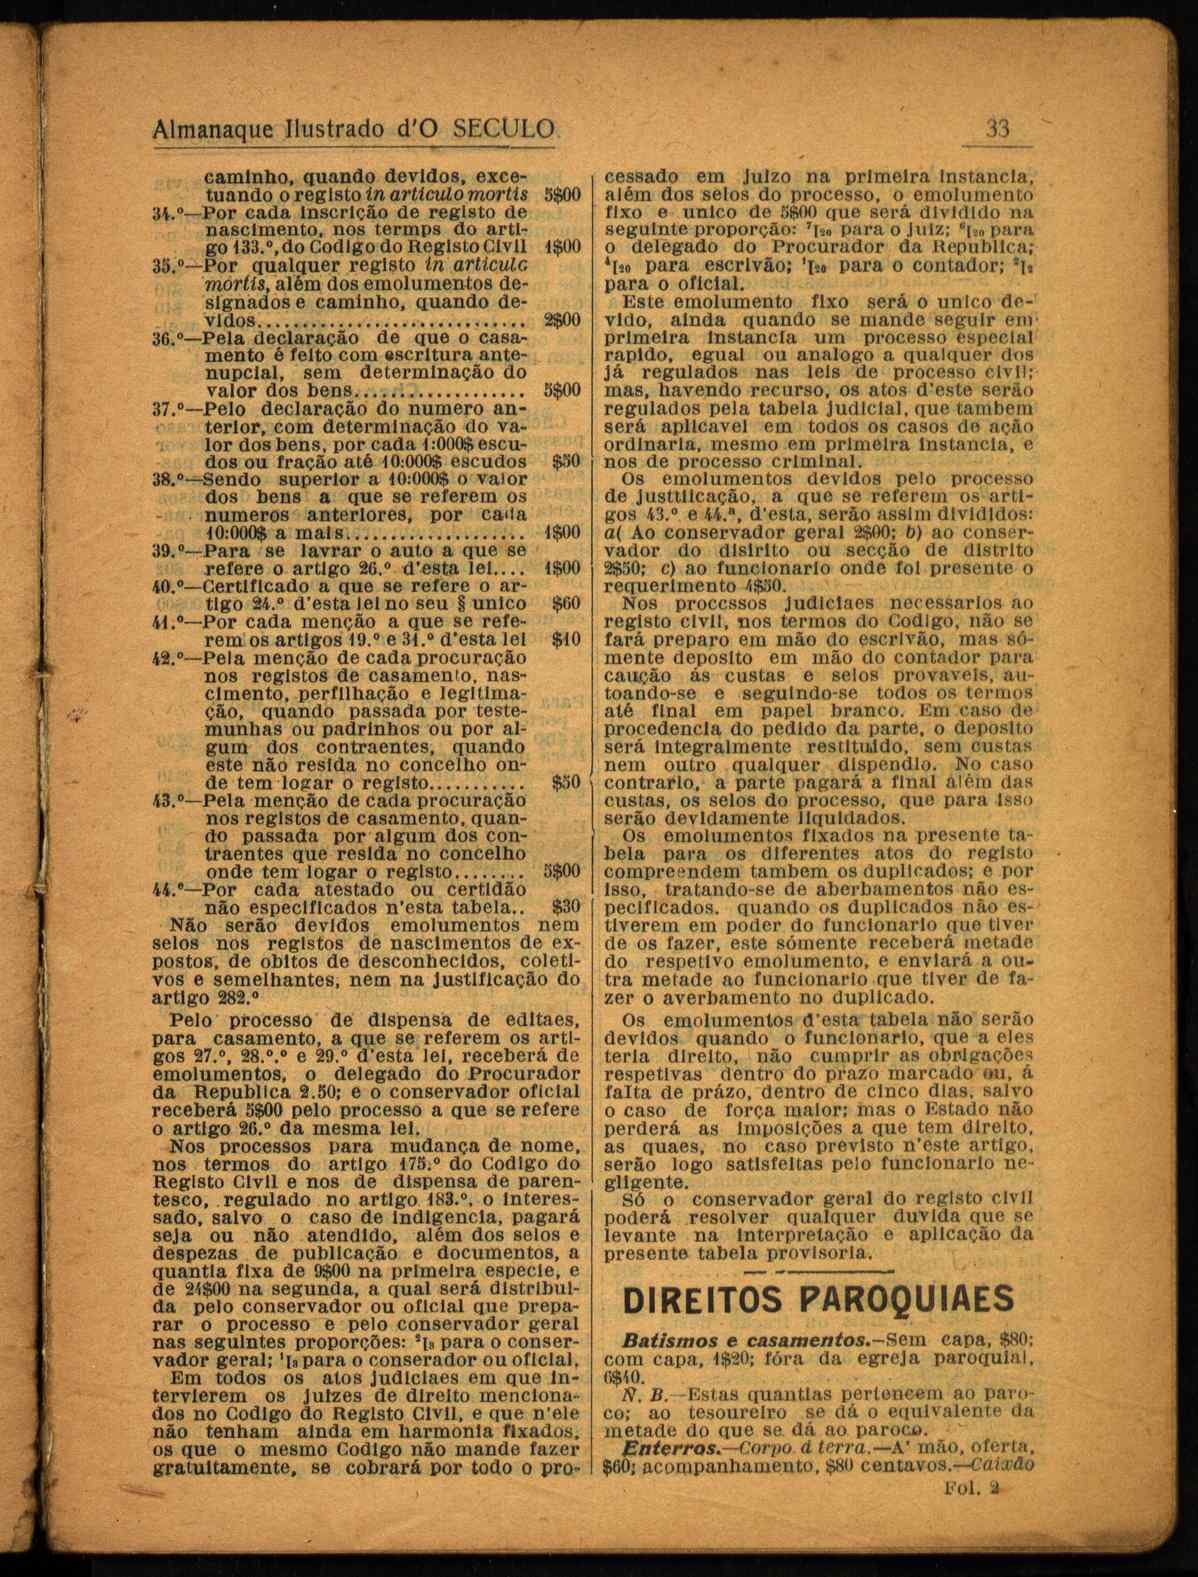 Almanaque Ilustrado d'O SECULO 33
caminho, quando devidos, exce-
tuando o registo in articulo mortis 5$00
34.º—Por cada inscrição de registo de
nascimento, nos termps do arti-
go 133.º, do Codigo do Registo Civil 1$00
35.º—Por qualquer registo in articulo
mortis, além dos emolumentos de-
signados e caminho, quando de-
vidos............................ 2$00
36.º—Pela declaração de que o casa-
mento é feito com escritura ante-
nupcial, sem determinação do
valor dos bens................... 5$00
37.º—Pelo declaração do numero an-
terior, com determinação do va-
lor dos bens, por cada 1:000$ escu-
dos ou fração até 10:000$ escudos $50
38.º—Sendo superior a 10:000$ o valor
dos bens a que se referem os
numeros anteriores, por cada
10:000$ a mais.................... 1$00
39.º—Para se lavrar o auto a que se
refere o artigo 26.º d'esta lei.... 1$00
40.º—Certificado a que se refere o ar-
tigo 24.º d'esta lei no seu § unico $60
41.º—Por cada menção a que se refe-
rem os artigos 19.º e 31.º d'esta lei $10
42.º—Pela menção de cada procuração
nos registos de casamento, nas-
cimento, perfilhação e legitima-
ção, quando passada por teste-
munhas ou padrinhos ou por al-
gum dos contraentes, quando
este não resida no concelho on-
de tem logar o registo........... $50
43.º—Pela menção de cada procuração
nos registos de casamento, quan-
do passada por algum dos con-
traentes que resida no concelho
onde tem logar o registo........ 5$00
44.º—Por cada atestado ou certidão
não especificados n'esta tabela.. $30
Não serão devidos emolumentos nem
selos nos registos de nascimentos de ex-
postos, de obitos de desconhecidos, coleti-
vos e semelhantes, nem na justificação do
artigo 282.º
Pelo processo de dispensa de editaes,
para casamento, a que se referem os arti-
gos 27.º, 28.º.º e 29.º d'esta lei, receberá de
emolumentos, o delegado do Procurador
da Republica 2.50; e o conservador oficial
receberá 5$00 pelo processo a que se refere
o artigo 26.º da mesma lei.
Nos processos para mudança de nome,
nos termos do artigo 175.º do Codigo do
Registo Civil e nos de dispensa de paren-
tesco, regulado no artigo 183.º, o interes-
sado, salvo o caso de indigencia, pagará
seja ou não atendido, além dos selos e
despezas de publicação e documentos, a
quantia fixa de 9$00 na primeira especie, e
de 24$00 na segunda, a qual será distribui-
da pelo conservador ou oficial que prepa-
rar o processo e pelo conservador geral
nas seguintes proporções: ²[₃ para o conser-
vador geral; ¹[₃ para o conserador ou oficial.
Em todos os atos judiciaes em que in-
tervierem os juizes de direito menciona-
dos no Codigo do Registo Civil, e que n'ele
não tenham ainda em harmonia fixados,
os que o mesmo Codigo não mande fazer
gratuitamente, se cobrará por todo o pro-
cessado em juizo na primeira instancia,
além dos selos do processo, o emolumento
fixo e unico de 5$00 que será dividido na
seguinte proporção: ⁷[₂₀ para o juiz; ⁶[₂₀ para
o delegado do Procurador da Republica;
⁴[₂₀ para escrivão; ¹[₂₀ para o contador; ²[₂
para o oficial.
Este emolumento fixo será o unico de-
vido, ainda quando se mande seguir em
primeira instancia um processo especial
rapido, egual ou analogo a qualquer dos
já regulados nas leis de processo civil;
mas, havendo recurso, os atos d'este serão
regulados pela tabela judicial, que tambem
será aplicavel em todos os casos de ação
ordinaria, mesmo em primeira instancia, e
nos de processo criminal.
Os emolumentos devidos pelo processo
de justtiicação, a que se referem os arti-
gos 43.º e 44.ª, d'esta, serão assim divididos:
a( Ao conservador geral 2$00; b) ao conser-
vador do disirito ou secção de distrito
2$50; c) ao funcionario onde foi presente o
requerimento 4$50.
Nos proccssos judiciaes necessarios ao
registo civil, nos termos do Codigo, não se
fará preparo em mão do escrivão, mas só-
mente deposito em mão do contador para
caução ás custas e selos provaveis, au-
toando-se e seguindo-se todos os termos
até final em papel branco. Em caso de
procedencia do pedido da parte, o deposito
será integralmente restituido, sem custas
nem outro qualquer dispendio. No caso
contrario, a parte pagará a final além das
custas, os selos do processo, que para isso
serão devidamente liquidados.
Os emolumentos fixados na presente ta-
bela para os diferentes atos do registo
compreendem tambem os duplicados; e por
isso, tratando-se de aberbamentos não es-
pecificados. quando os duplicados não es-
tiverem em poder do funcionario que tiver
de os fazer, este sómente receberá metade
do respetivo emolumento, e enviará a ou-
tra metade ao funcionario que tiver de fa-
zer o averbamento no duplicado.
Os emolumentos d'esta tabela não serão
devidos quando o funcionario, que a eles
teria direito, não cumprir as obrigações
respetivas dentro do prazo marcado ou, á
falta de prázo, dentro de cinco dias, salvo
o caso de força maior; mas o Estado não
perderá as imposições a que tem direito,
as quaes, no caso previsto n'este artigo,
serão logo satisfeitas pelo funcionario ne-
gligente.
Só o conservador geral do registo civil
poderá resolver qualquer duvida que se
levante na interpretação e aplicação da
presente tabela provisoria.
DIREITOS PAROQUIAES
Batismos e casamentos.—Sem capa, $80;
com capa, 1$20; fóra da egreja paroquial,
6$40.
N. B.—Estas quantias pertencem ao paro-
co; ao tesoureiro se dá o equivalente da
metade do que se dá ao paroco.
Enterros.—Corpo á terra.—A' mão, oferta,
$60; acompanhamento, $80 centavos.—Caixão
Fol. 2